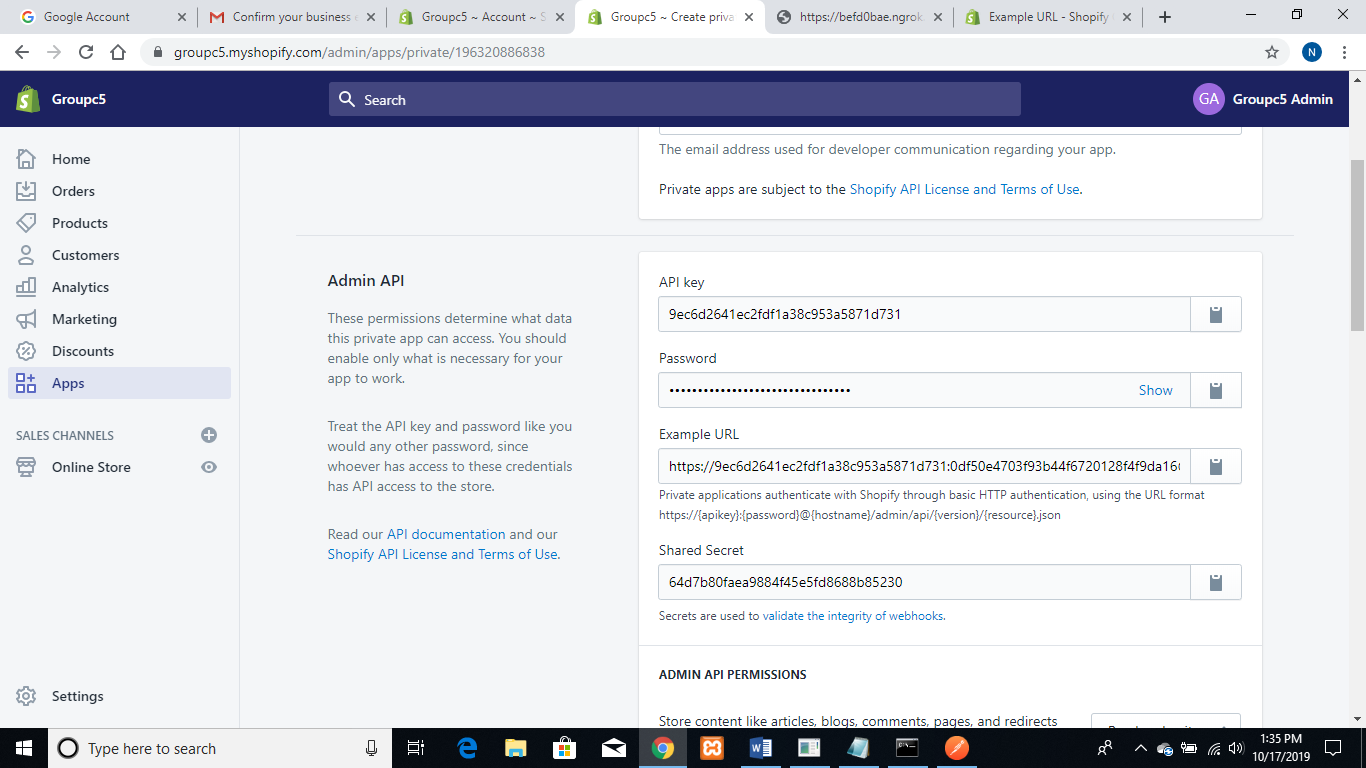 Google Account
Confirm your business e
Groupc5 ~ Account ~ S
Groupc5 ~ Create priva
https://befd0bae.ngrok.
Example URL - Shopify
groupc5.myshopify.com/admin/apps/private/196320886838
N
Groupc5
Search
GA
Groupc5 Admin
Home
Orders
Products
Customers
Analytics
Marketing
Discounts
Apps
SALES CHANNELS
Online Store
Settings
The email address used for developer communication regarding your app.
Private apps are subject to the Shopify API License and Terms of Use.
Admin API
These permissions determine what data
this private app can access. You should
enable only what is necessary for your
app to work.
Treat the API key and password like you
would any other password, since
whoever has access to these credentials
has API access to the store.
Read our API documentation and our
Shopify API License and Terms of Use.
API key
9ec6d2641ec2fdf1a38c953a5871d731
Password
••••••••••••••••••••••••••••••••
Show
Example URL
https://9ec6d2641ec2fdf1a38c953a5871d731:0df50e4703f93b44f6720128f4f9da16
Private applications authenticate with Shopify through basic HTTP authentication, using the URL format
https://{apikey}:{password}@{hostname}/admin/api/{version}/{resource}.json
Shared Secret
64d7b80faea9884f45e5fd8688b85230
Secrets are used to validate the integrity of webhooks.
ADMIN API PERMISSIONS
Store content like articles, blogs, comments, pages, and redirects
Type here to search
1:35 PM
10/17/2019